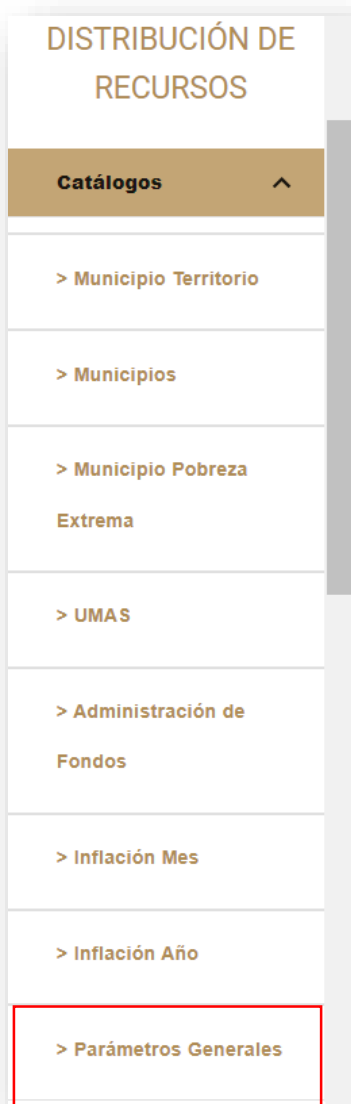 DISTRIBUCIÓN DE
RECURSOS
Catálogos
> Municipio Territorio
> Municipios
> Municipio Pobreza
Extrema
> UMAS
> Administración de
Fondos
> Inflación Mes
> Inflación Año
> Parámetros Generales